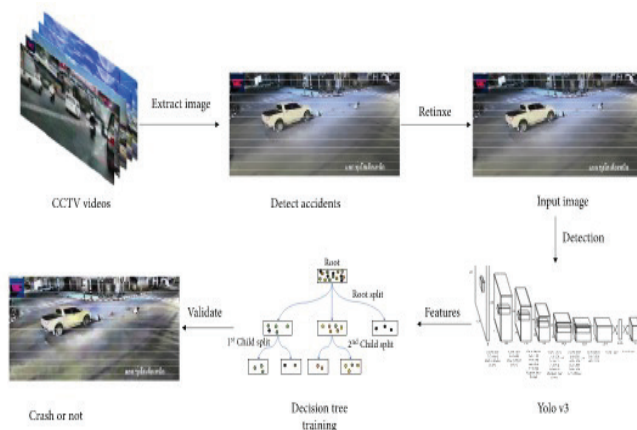 Extract image
Retinxe
CCTV videos
Detect accidents
Input image
Detection
Root
Root split
Features
Validate
1st Child split
2nd Child split
Crash or not
Decision tree
training
Yolo v3